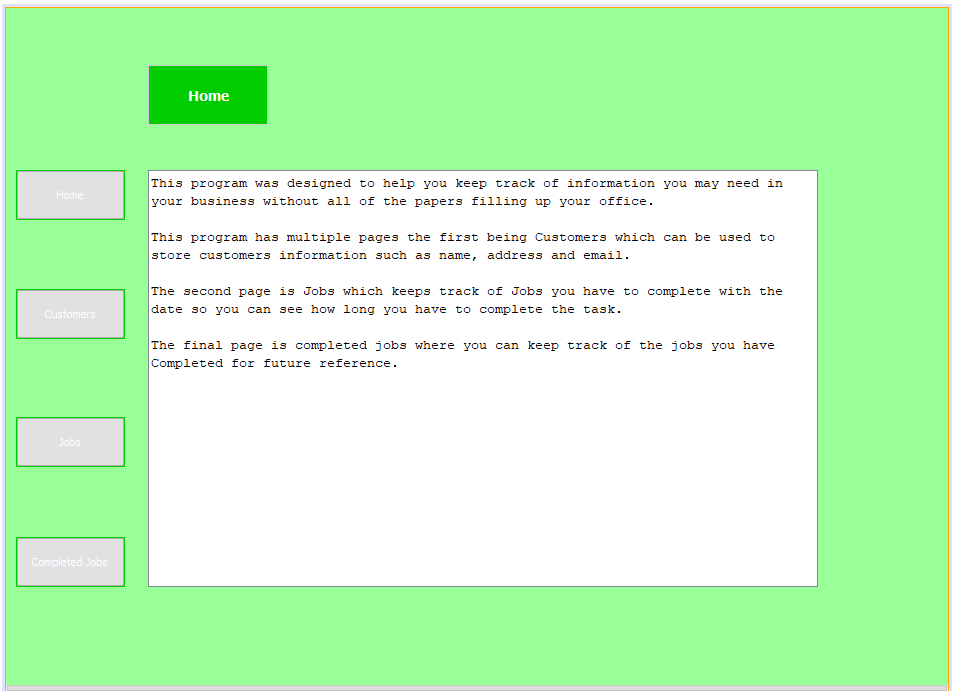 Home
Home
This program was designed to help you keep track of information you may need in
your business without all of the papers filling up your office.
This program has multiple pages the first being Customers which can be used to
store customers information such as name, address and email.
Customers
The second page is Jobs which keeps track of Jobs you have to complete with the
date so you can see how long you have to complete the task.
The final page is completed jobs where you can keep track of the jobs you have
Completed for future reference.
Jobs
Completed Jobs